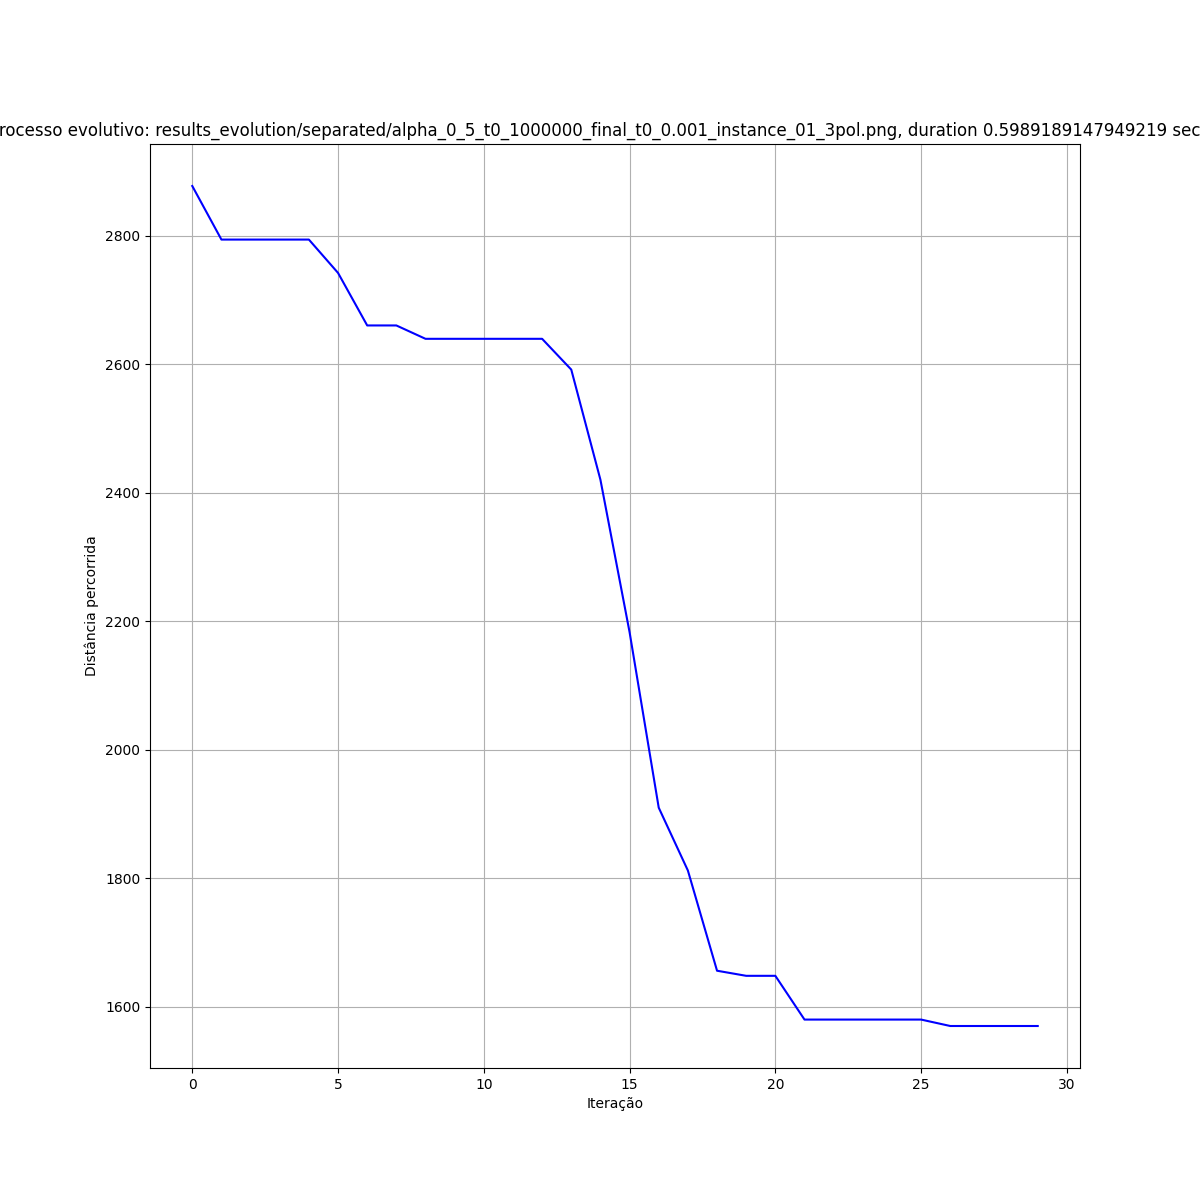 rocesso evolutivo: results_evolution/separated/alpha_0_5_t0_1000000_final_t0_0.001_instance_01_3pol.png, duration 0.5989189147949219 sec
2800
2600
2400
2200
2000
1800
1600
Distância percorrida
0 5 10 15 20 25 30
Iteração